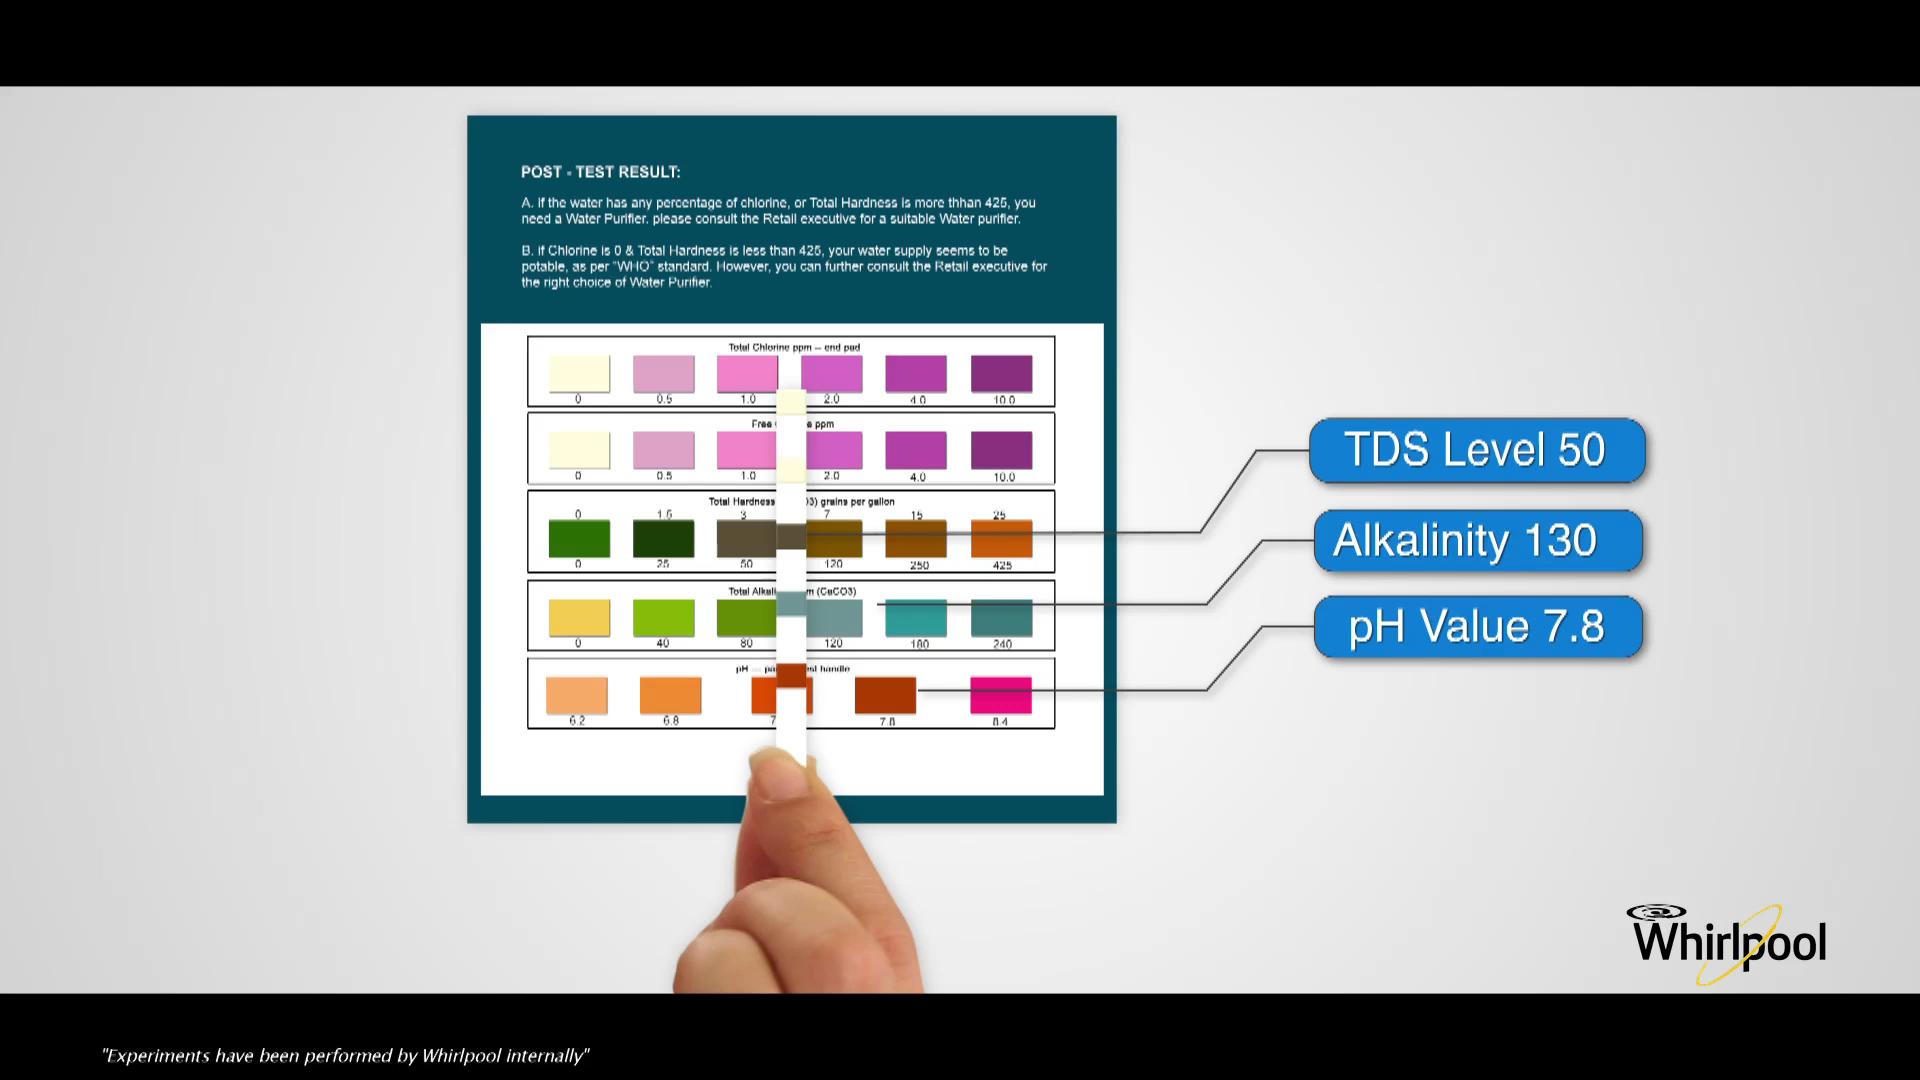 POST - TEST RESULT:
A. if the water has any percentage of chlorine, or Total Hardness is more thhan 425, you
need a Water Purifier. please consult the Retail executive for a suitable Water purifier.
B. if Chlorine is 0 & Total Hardness is less than 425, your water supply seems to be
potable, as per "WHO" standard. However, you can further consult the Retail executive for
the right choice of Water Purifier.
Total Chlorine ppm – end pad
0 0.5 1.0 2.0 4.0 10.0
Free ppm
0 0.5 1.0 2.0 4.0 10.0
Total Hardness O3) grains per gallon
0 1.5 3 7 15 25
0 25 50 120 250 425
TDS Level 50
Total Alkali m (CaCO3)
0 40 80 120 180 240
Alkalinity 130
pH — handle
6.2 6.8 7 7.8 8.4
pH Value 7.8
Whirlpool
"Experiments have been performed by Whirlpool internally"